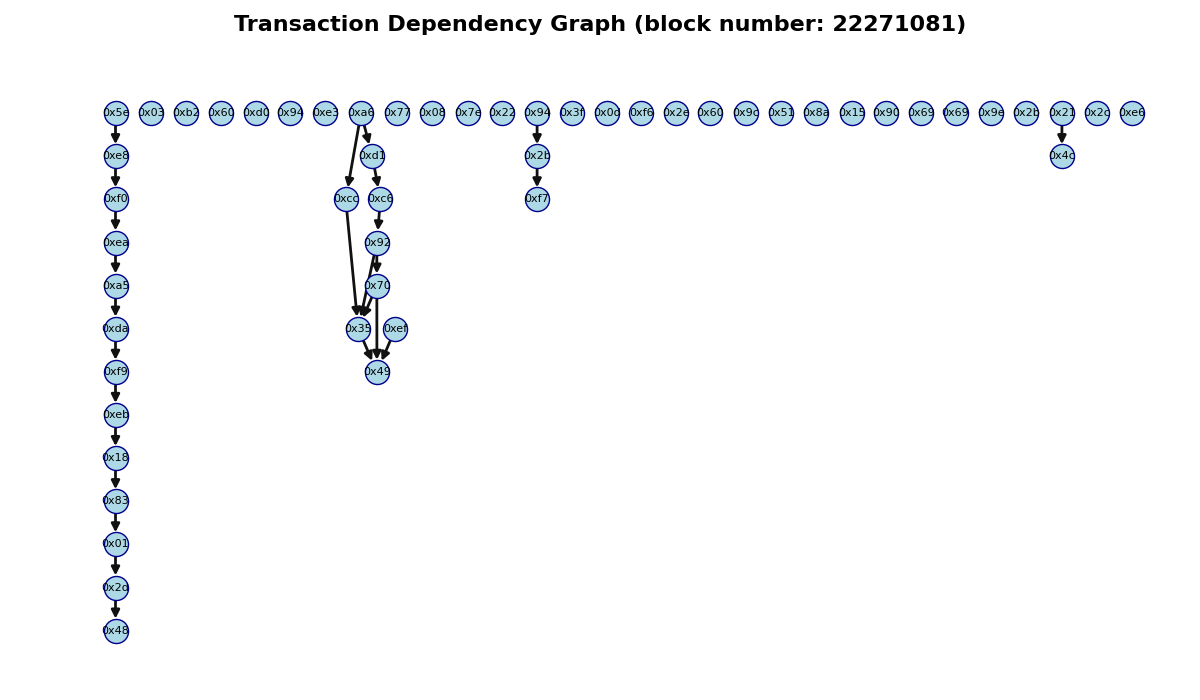 Transaction Dependency Graph (block number: 22271081)
0x5e 0x03 0xb2 0x60 0xd0 0x94 0xe3 0xa6 0x77 0x08 0x7e 0x22 0x94 0x3f 0x0d 0xf6 0x2e 0x60 0x9c 0x51 0x8a 0x15 0x90 0x69 0x69 0x9e 0x2b 0x21 0x2c 0xe6
0xe8 0xd1 0x2b 0x4c
0xf0 0xcc 0xc6 0xf7
0xea 0x92
0xa5 0x70
0xda 0x35 0xef
0xf9 0x49
0xeb
0x18
0x83
0x01
0x2d
0x48